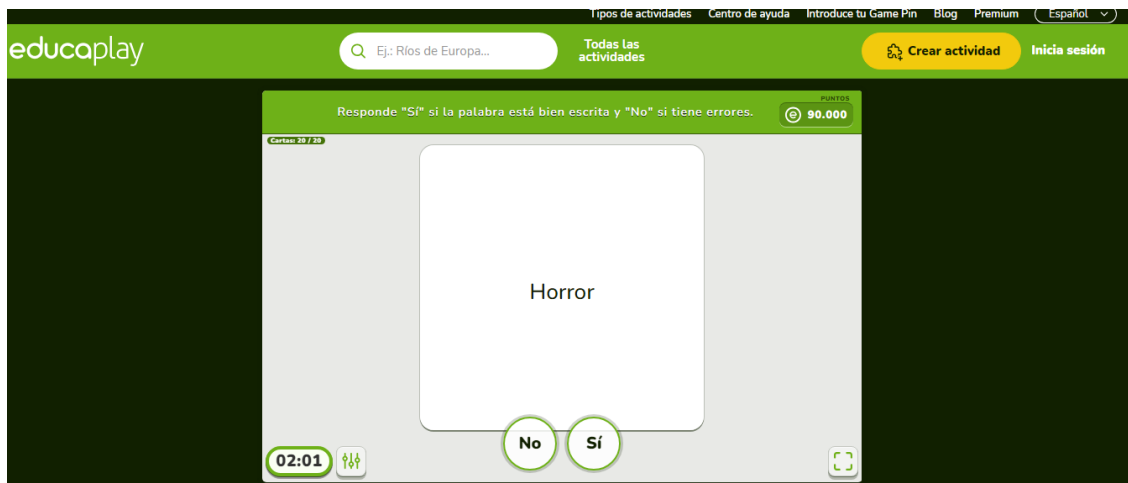 Tipos de actividades Centro de ayuda Introduce tu Game Pin Blog Premium Español
educaplay
Ej.: Ríos de Europa...
Todas las
actividades
Crear actividad
Inicia sesión
Responde "Sí" si la palabra está bien escrita y "No" si tiene errores.
PUNTOS
90.000
Cartas: 20 / 20
Horror
No
Sí
02:01